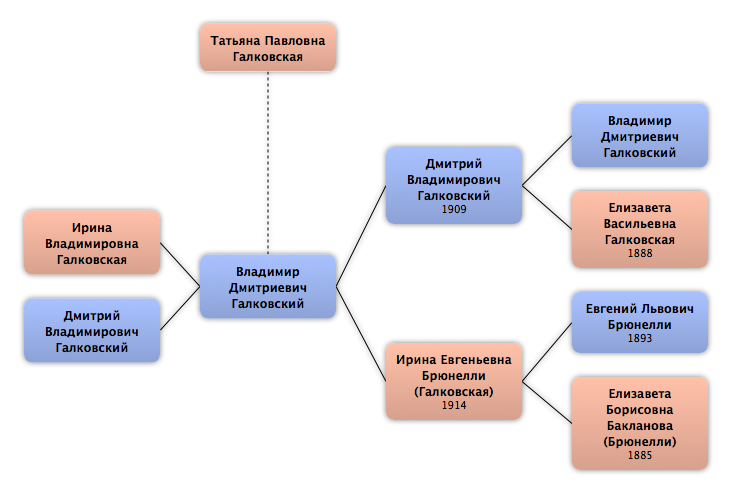 Татьяна Павловна
Галковская
Ирина
Владимировна
Галковская
Дмитрий
Владимирович
Галковский
Владимир
Дмитриевич
Галковский
Дмитрий
Владимирович
Галковский
1909
Ирина Евгеньевна
Брюнелли
(Галковская)
1914
Владимир
Дмитриевич
Галковский
Елизавета
Васильевна
Галковская
1888
Евгений Львович
Брюнелли
1893
Елизавета
Борисовна
Бакланова
(Брюнелли)
1885